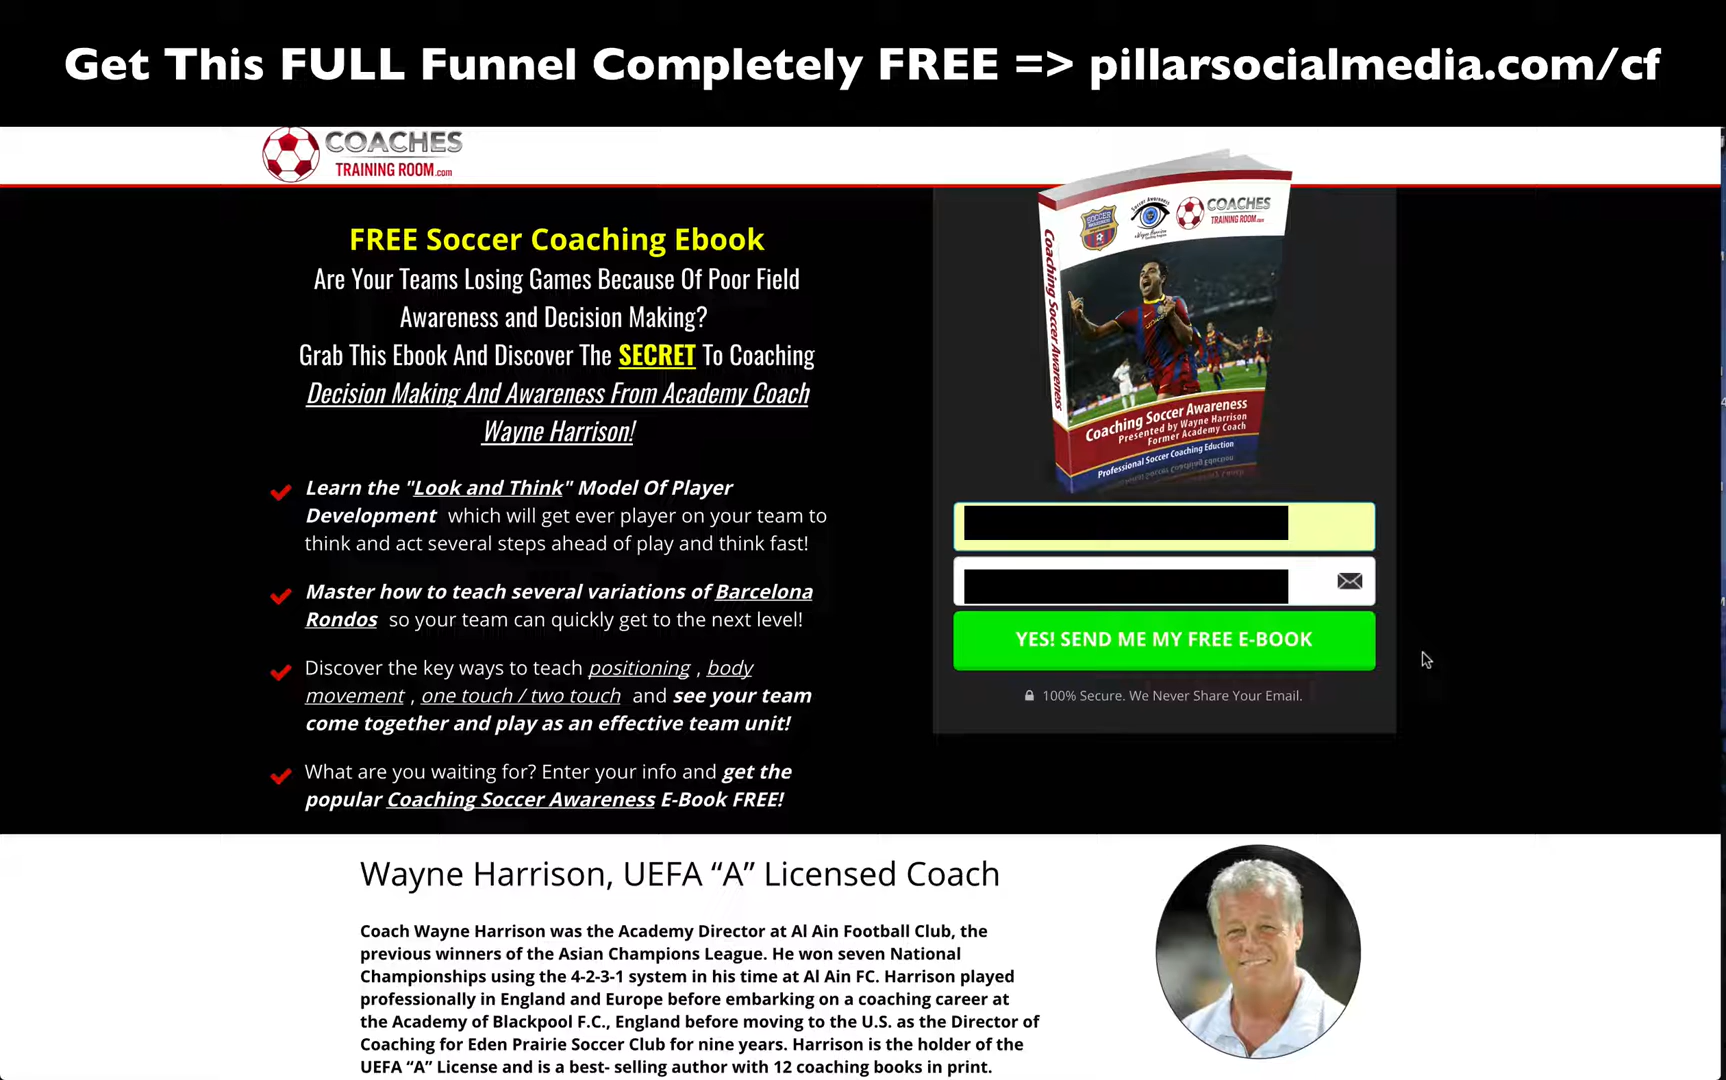 Get This FULL Funnel Completely FREE => pillarsocialmedia.com/cf
COACHES
TRAINING ROOM.com
FREE Soccer Coaching Ebook
Are Your Teams Losing Games Because Of Poor Field
Awareness and Decision Making?
Grab This Ebook And Discover The SECRET To Coaching
Decision Making And Awareness From Academy Coach
Wayne Harrison!
Learn the "Look and Think" Model Of Player
Development which will get ever player on your team to
think and act several steps ahead of play and think fast!
Master how to teach several variations of Barcelona
Rondos so your team can quickly get to the next level!
Discover the key ways to teach positioning , body
movement , one touch / two touch and see your team
come together and play as an effective team unit!
What are you waiting for? Enter your info and get the
popular Coaching Soccer Awareness E-Book FREE!
COACHES
TRAINING ROOM.com
Coaching Soccer Awareness
Coaching Soccer Awareness
Presented by Wayne Harrison
Former Academy Coach
Professional Soccer Coaching Eduction
YES! SEND ME MY FREE E-BOOK
100% Secure. We Never Share Your Email.
Wayne Harrison, UEFA “A” Licensed Coach
Coach Wayne Harrison was the Academy Director at Al Ain Football Club, the
previous winners of the Asian Champions League. He won seven National
Championships using the 4-2-3-1 system in his time at Al Ain FC. Harrison played
professionally in England and Europe before embarking on a coaching career at
the Academy of Blackpool F.C., England before moving to the U.S. as the Director of
Coaching for Eden Prairie Soccer Club for nine years. Harrison is the holder of the
UEFA “A” License and is a best- selling author with 12 coaching books in print.